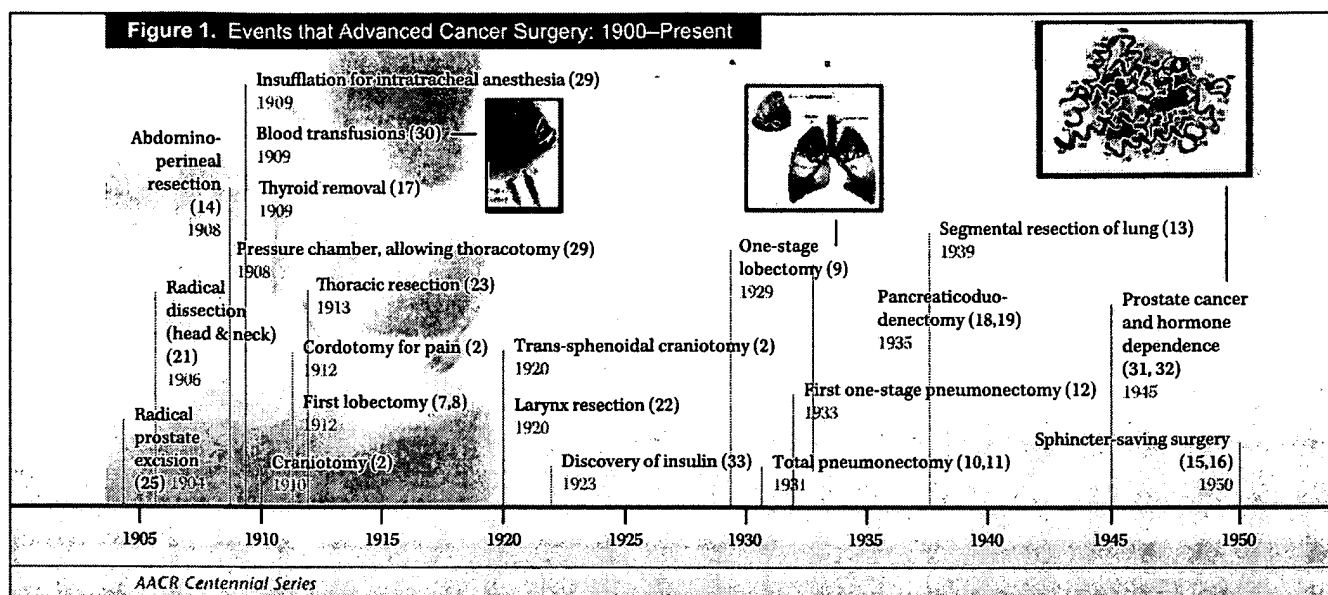 Figure 1. Events that Advanced Cancer Surgery: 1900–Present
Insufflation for intratracheal anesthesia (29)
1909
Blood transfusions (30)
1909
Thyroid removal (17)
1909
Abdomino-
perineal
resection
(14)
1908
Pressure chamber, allowing thoracotomy (29)
1908
Radical
dissection
(head & neck)
(21)
1906
Thoracic resection (23)
1913
Cordotomy for pain (2)
1912
First lobectomy (7,8)
1912
Radical
prostate
excision
(25) 1904
Craniotomy (2)
1910
Trans-sphenoidal craniotomy (2)
1920
Larynx resection (22)
1920
Discovery of insulin (33)
1923
One-stage
lobectomy (9)
1929
Segmental resection of lung (13)
1939
Pancreaticoduo-
denectomy (18,19)
1935
First one-stage pneumonectomy (12)
1933
Total pneumonectomy (10,11)
1931
Prostate cancer
and hormone
dependence
(31, 32)
1945
Sphincter-saving surgery
(15,16)
1950
1905 1910 1915 1920 1925 1930 1935 1940 1945 1950
AACR Centennial Series